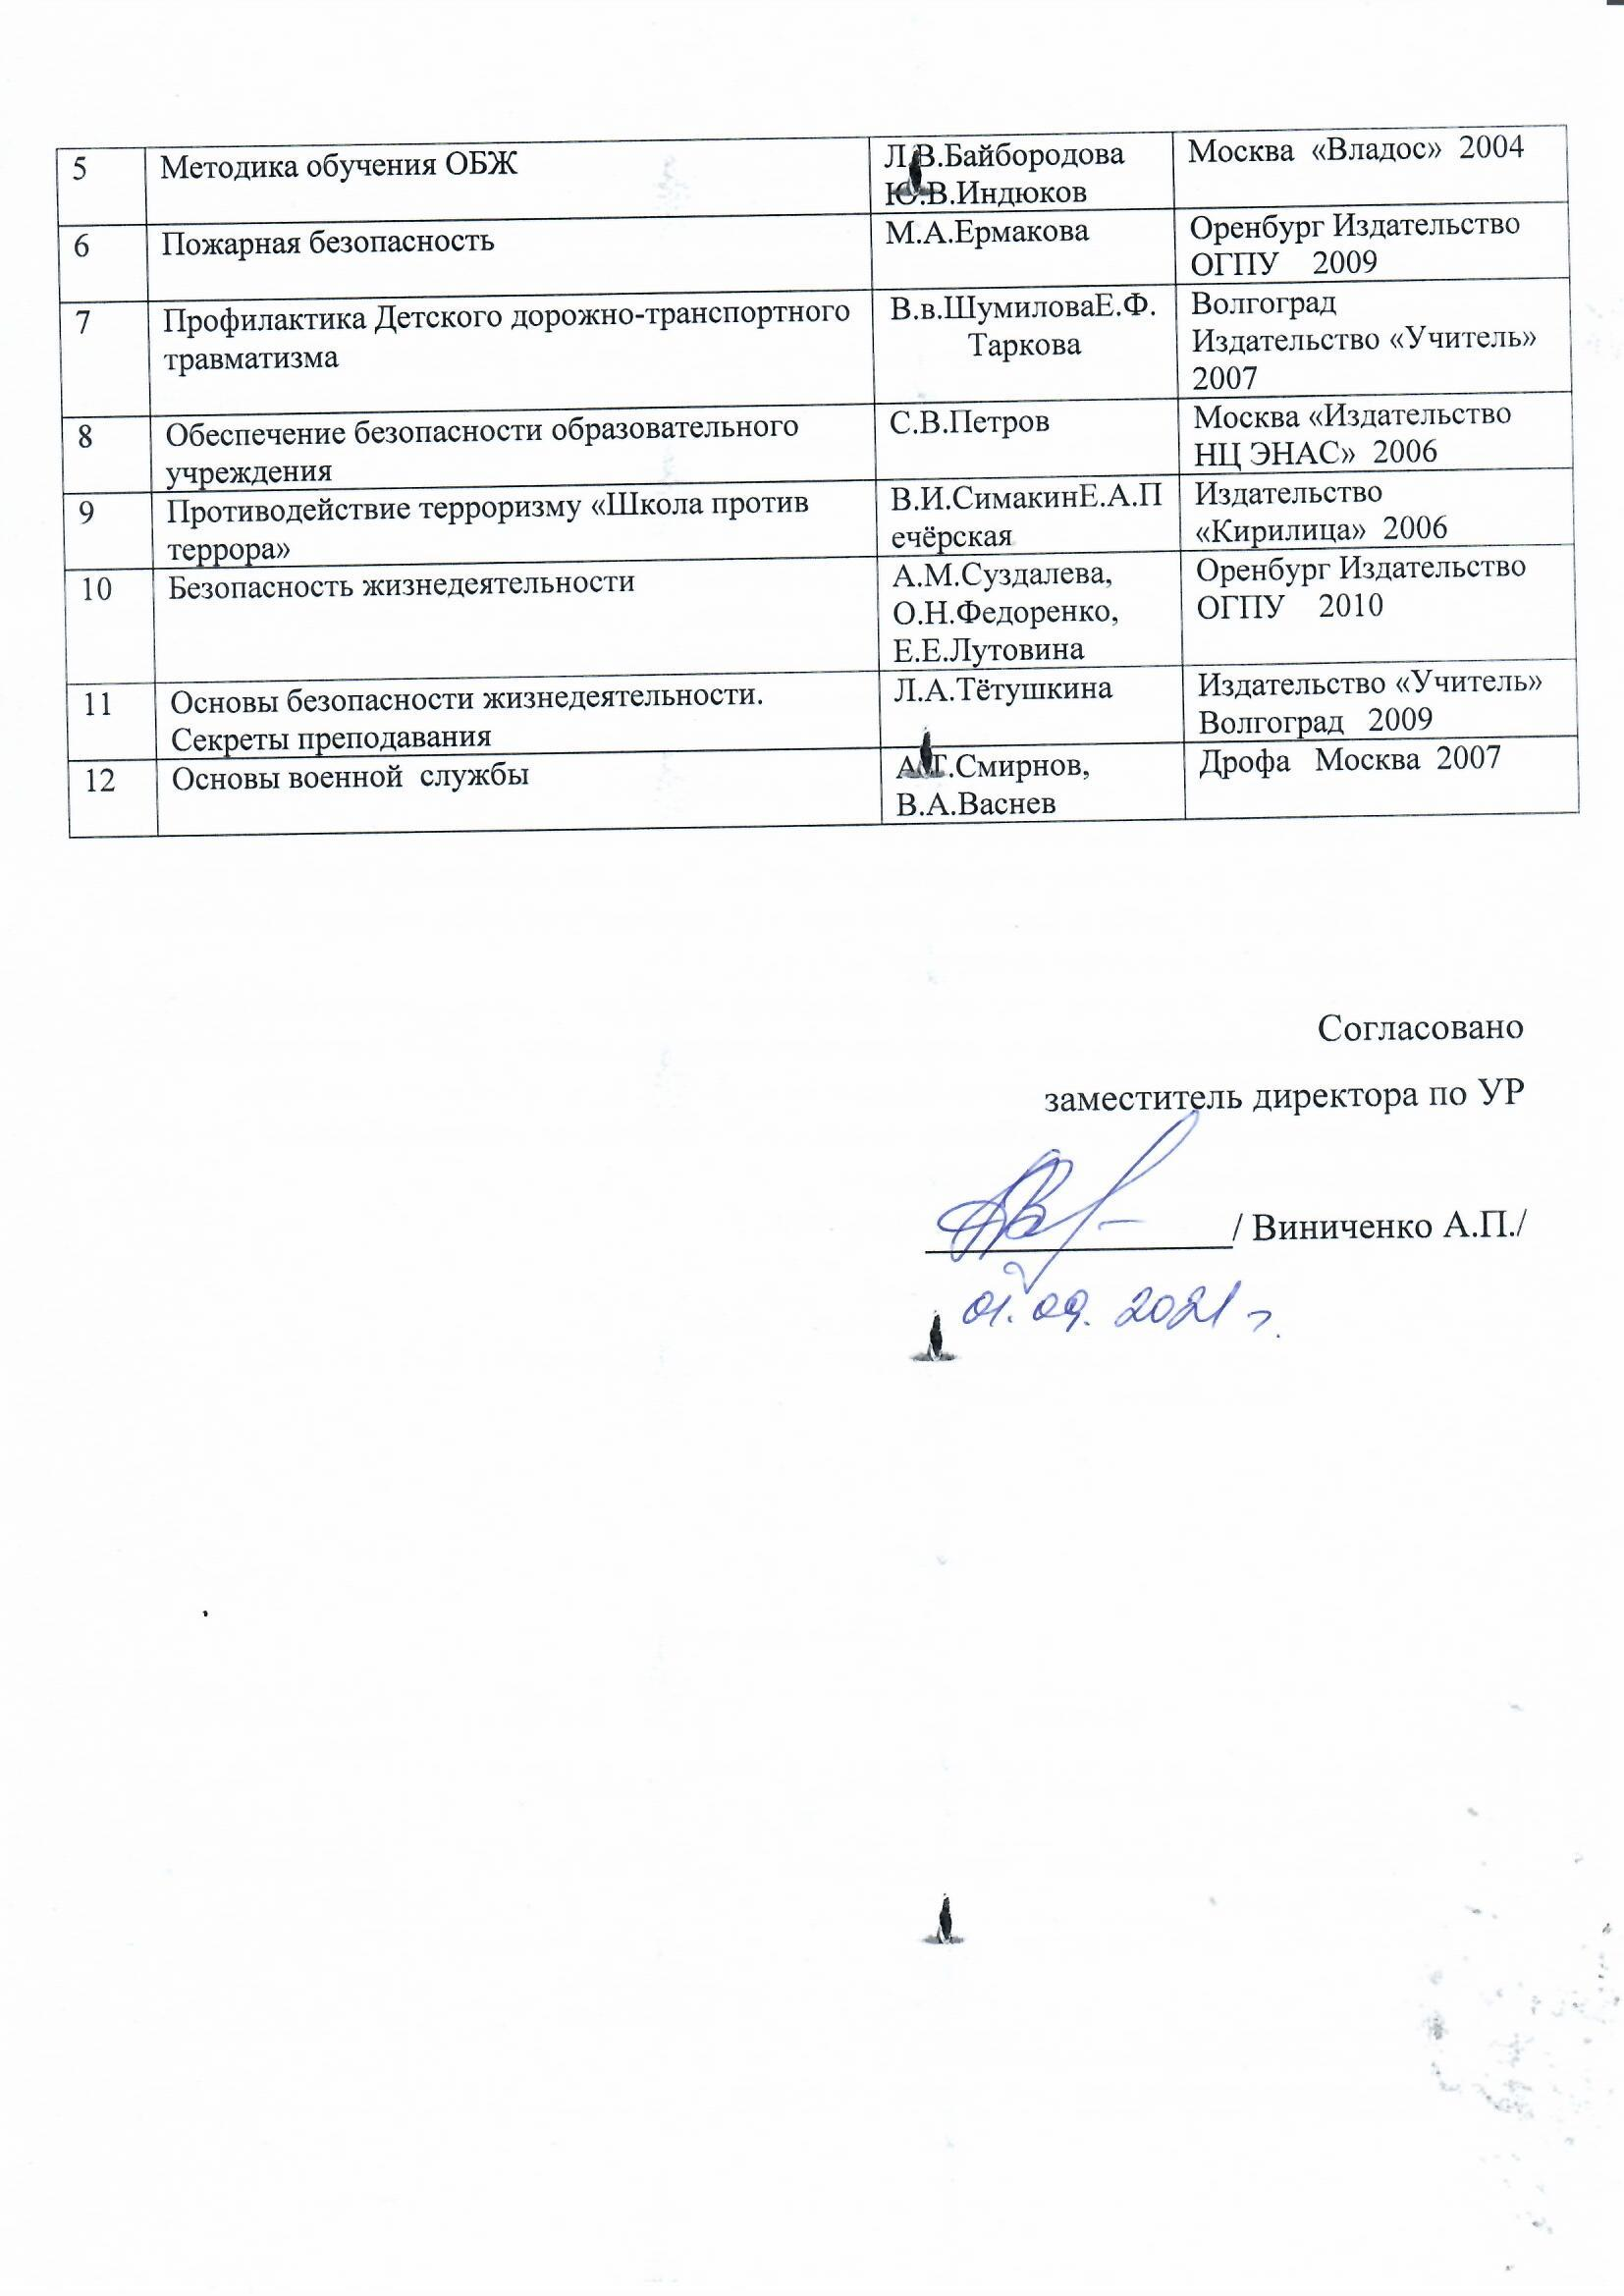 5 Методика обучения ОБЖ Л.В.Байбородова Москва «Владос» 2004
Ю.В.Индюков
6 Пожарная безопасность М.А.Ермакова Оренбург Издательство
ОГПУ 2009
7 Профилактика Детского дорожно-транспортного В.в.ШумиловаЕ.Ф. Волгоград
травматизма Таркова Издательство «Учитель»
2007
8 Обеспечение безопасности образовательного С.В.Петров Москва «Издательство
учреждения НЦ ЭНАС» 2006
9 Противодействие терроризму «Школа против В.И.СимакинЕ.А.П Издательство
террора» ечёрская «Кирилица» 2006
10 Безопасность жизнедеятельности А.М.Суздалева, Оренбург Издательство
О.Н.Федоренко, ОГПУ 2010
Е.Е.Лутовина
11 Основы безопасности жизнедеятельности. Л.А.Тётушкина Издательство «Учитель»
Секреты преподавания Волгоград 2009
12 Основы военной службы А.Т.Смирнов, Дрофа Москва 2007
В.А.Васнев
Согласовано
заместитель директора по УР
/ Виниченко А.П./
01.09.2021 г.